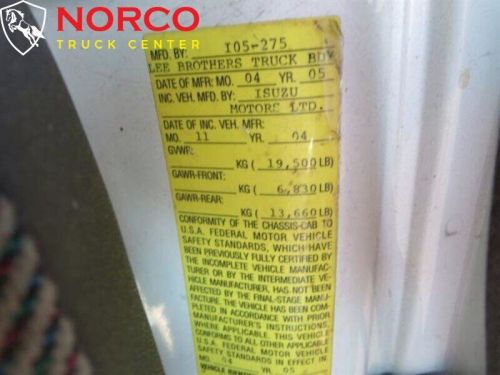 NORCO
TRUCK CENTER
I05-275
MFD. BY:
LEE BROTHERS TRUCK BDY
DATE OF MFR: MO. 04 YR. 05
INC. VEH. MFD. BY: ISUZU
MOTORS LTD.
DATE OF INC. VEH. MFR:
MO. 11 YR. 04
GVWR:
KG ( 19,500 LB)
GAWR-FRONT:
KG ( 6,830 LB)
GAWR-REAR:
KG ( 13,660 LB)
CONFORMITY OF THE CHASSIS-CAB TO
U.S.A. FEDERAL MOTOR VEHICLE
SAFETY STANDARDS, WHICH HAVE
BEEN PREVIOUSLY FULLY CERTIFIED BY
THE INCOMPLETE VEHICLE MANUFAC-
TURER OR BY THE INTERMEDIATE VE-
HICLE MANUFACTURER, HAS NOT BEEN
AFFECTED BY THE FINAL-STAGE MANU-
FACTURE. THE VEHICLE HAS BEEN COM-
PLETED IN ACCORDANCE WITH PRIOR
MANUFACTURER'S INSTRUCTIONS,
WHERE APPLICABLE. THIS VEHICLE
CONFORMS TO ALL OTHER APPLICABLE
U.S.A. FEDERAL MOTOR VEHICLE
SAFETY STANDARDS IN EFFECT IN
MO. 04 YR. 05
VEHICLE